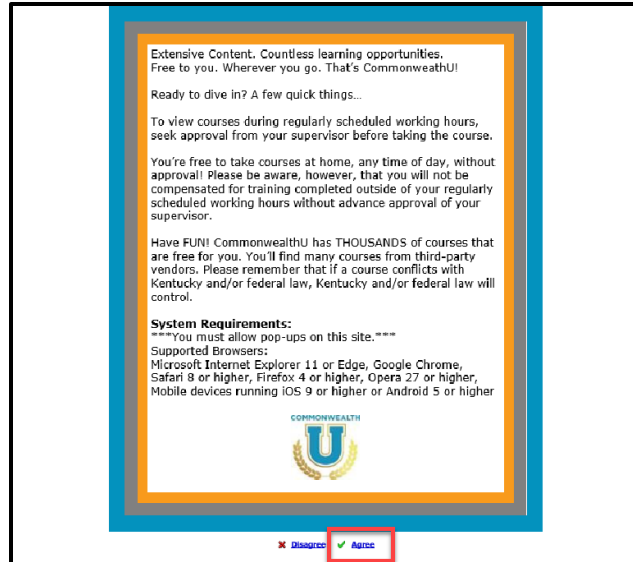 Extensive Content. Countless learning opportunities.
Free to you. Wherever you go. That's CommonweathU!
Ready to dive in? A few quick things...
To view courses during regularly scheduled working hours,
seek approval from your supervisor before taking the course.
You're free to take courses at home, any time of day, without
approval! Please be aware, however, that you will not be
compensated for training completed outside of your regularly
scheduled working hours without advance approval of your
supervisor.
Have FUN! CommonwealthU has THOUSANDS of courses that
are free for you. You'll find many courses from third-party
vendors. Please remember that if a course conflicts with
Kentucky and/or federal law, Kentucky and/or federal law will
control.
System Requirements:
***You must allow pop-ups on this site.***
Supported Browsers:
Microsoft Internet Explorer 11 or Edge, Google Chrome,
Safari 8 or higher, Firefox 4 or higher, Opera 27 or higher,
Mobile devices running iOS 9 or higher or Android 5 or higher
COMMONWEALTH
U
Disagree Agree